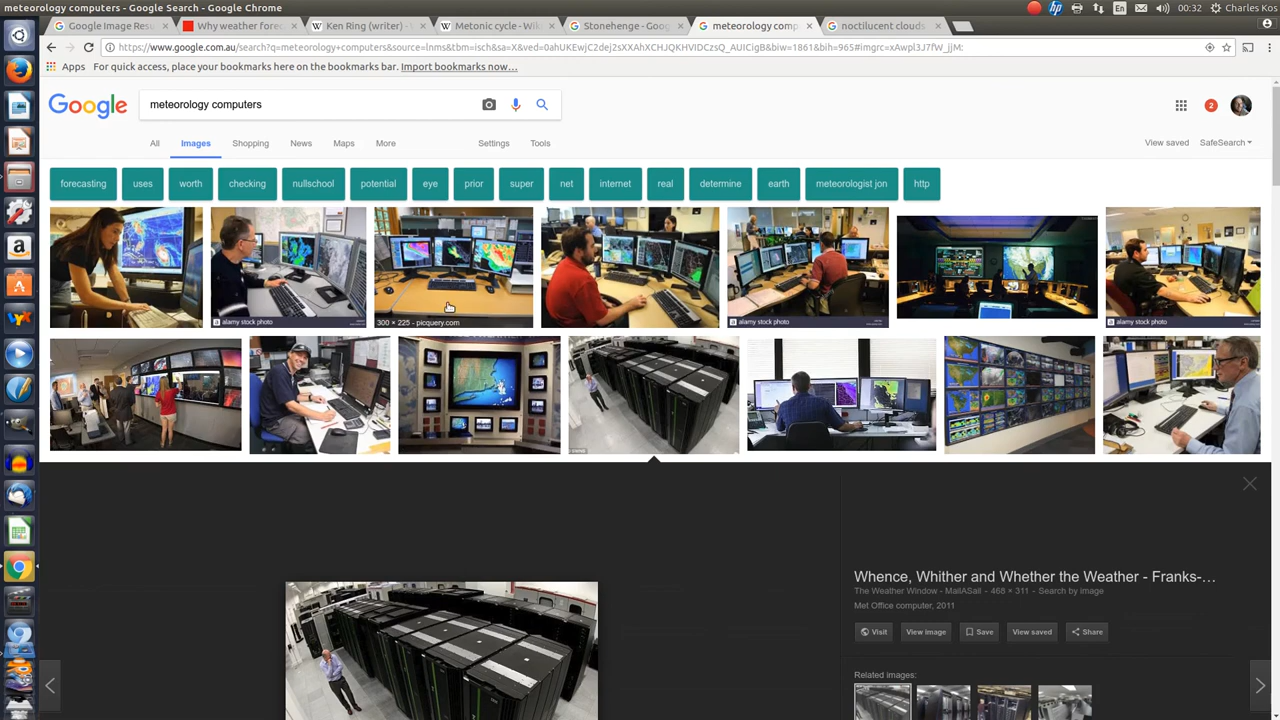 meteorology computers - Google Search - Google Chrome
En
00:32
Charles Kos
Google Image Resu
Why weather forec
Ken Ring (writer) - W
Metonic cycle - Wiki
Stonehenge - Goog
meteorology comp
noctilucent clouds
https://www.google.com.au/search?q=meteorology+computers&source=lnms&tbm=isch&sa=X&ved=0ahUKEwjC2dej2sXXAhXCHJQKHVIDCzsQ_AUICigB&biw=1861&bih=965#imgrc=xAwpl3J7fW_jjM:
Apps
For quick access, place your bookmarks here on the bookmarks bar. Import bookmarks now…
Google
meteorology computers
2
All
Images
Shopping
News
Maps
More
Settings
Tools
View saved
SafeSearch
forecasting
uses
worth
checking
nullschool
potential
eye
prior
super
net
internet
real
determine
earth
meteorologist jon
http
alamy stock photo
300 × 225 - picquery.com
alamy stock photo
alamy stock photo
Whence, Whither and Whether the Weather - Franks-…
The Weather Window - MailASail - 468 × 311 - Search by image
Met Office computer, 2011
Visit
View image
Save
View saved
Share
Related images: